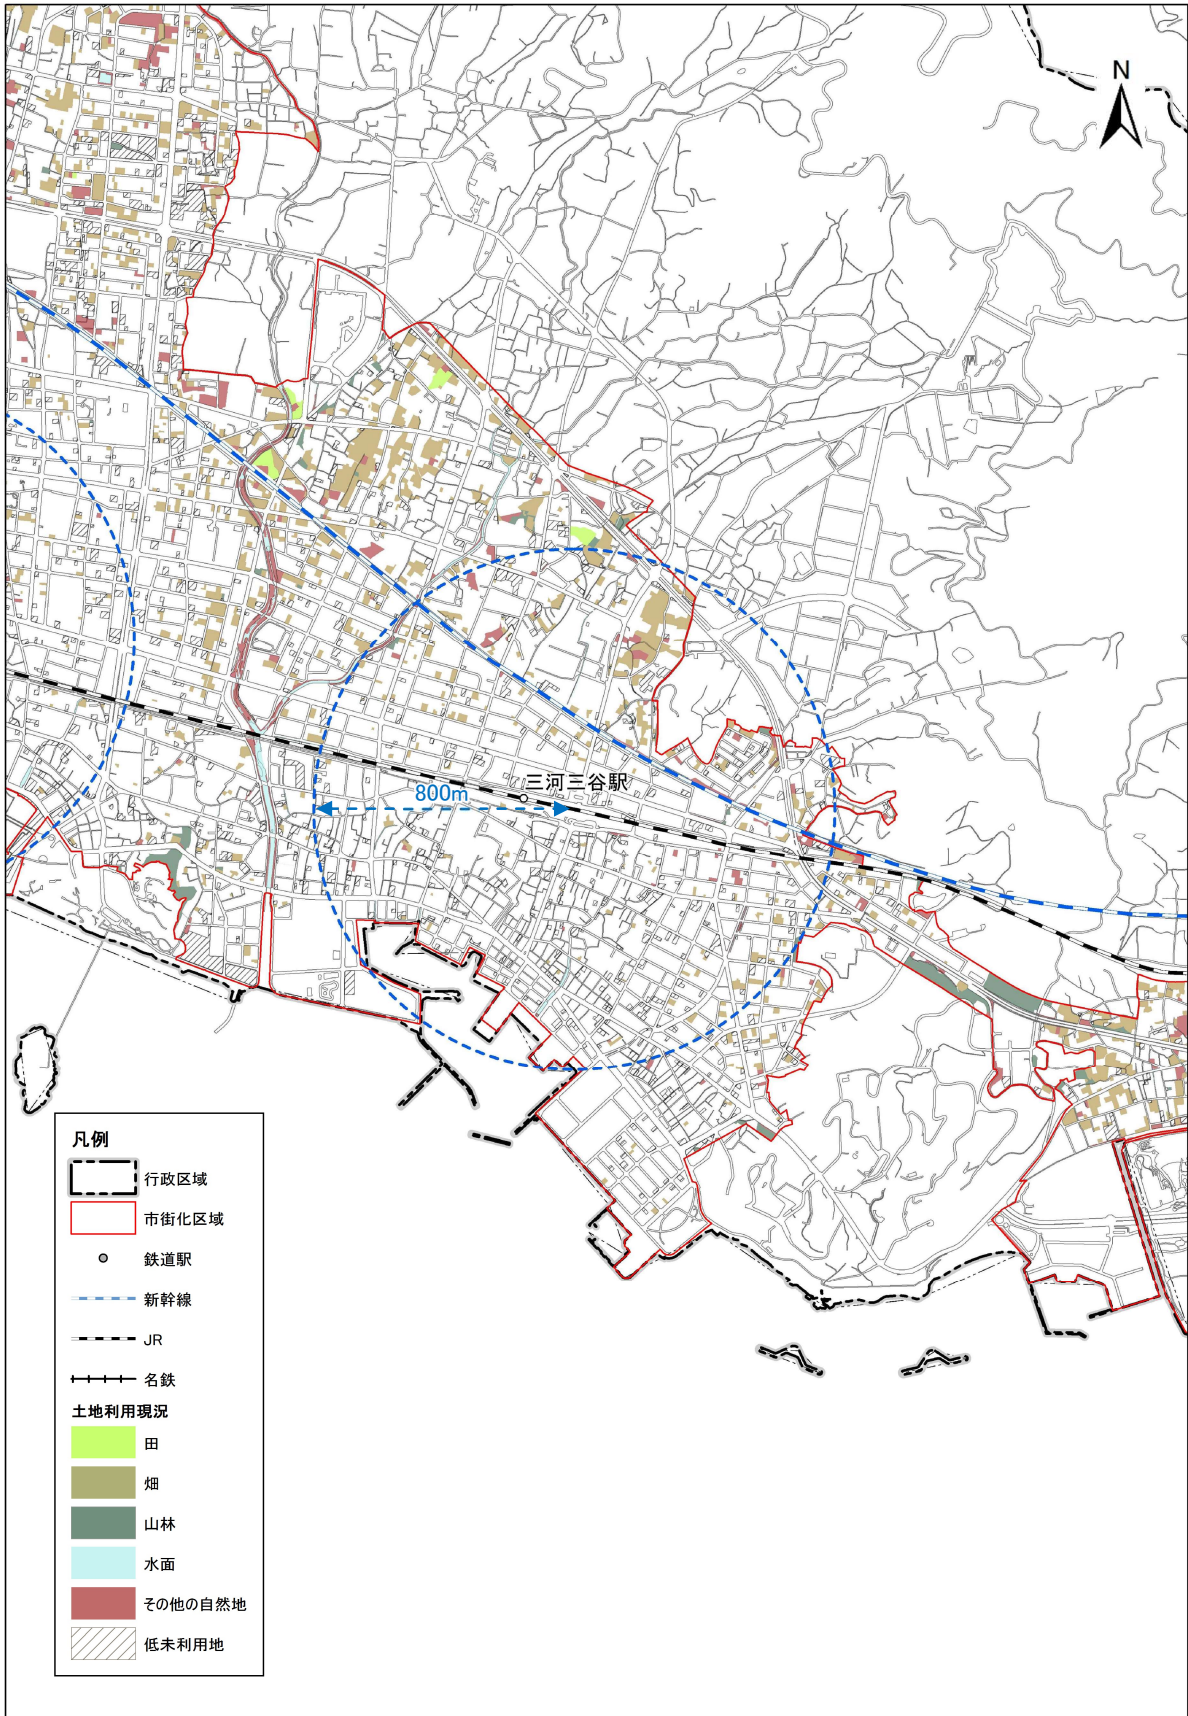 N
三河三谷駅
800m
凡例
行政区域
市街化区域
鉄道駅
新幹線
JR
名鉄
土地利用現況
田
畑
山林
水面
その他の自然地
低未利用地